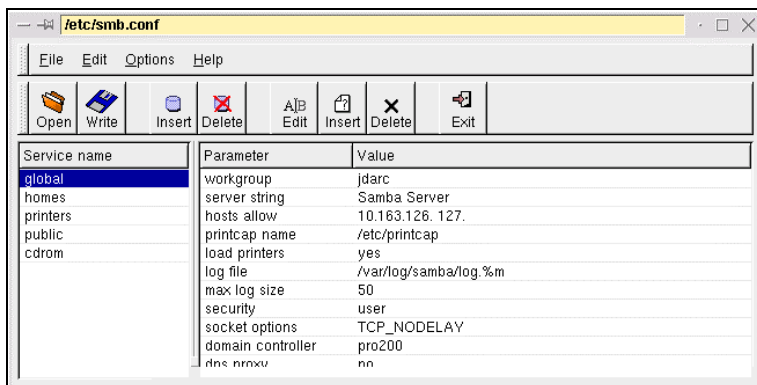 /etc/smb.conf
File Edit Options Help
Open Write Insert Delete A|B Edit Insert Delete Exit
Service name
global
homes
printers
public
cdrom
Parameter Value
workgroup jdarc
server string Samba Server
hosts allow 10.163.126. 127.
printcap name /etc/printcap
load printers yes
log file /var/log/samba/log.%m
max log size 50
security user
socket options TCP_NODELAY
domain controller pro200
dns proxy no